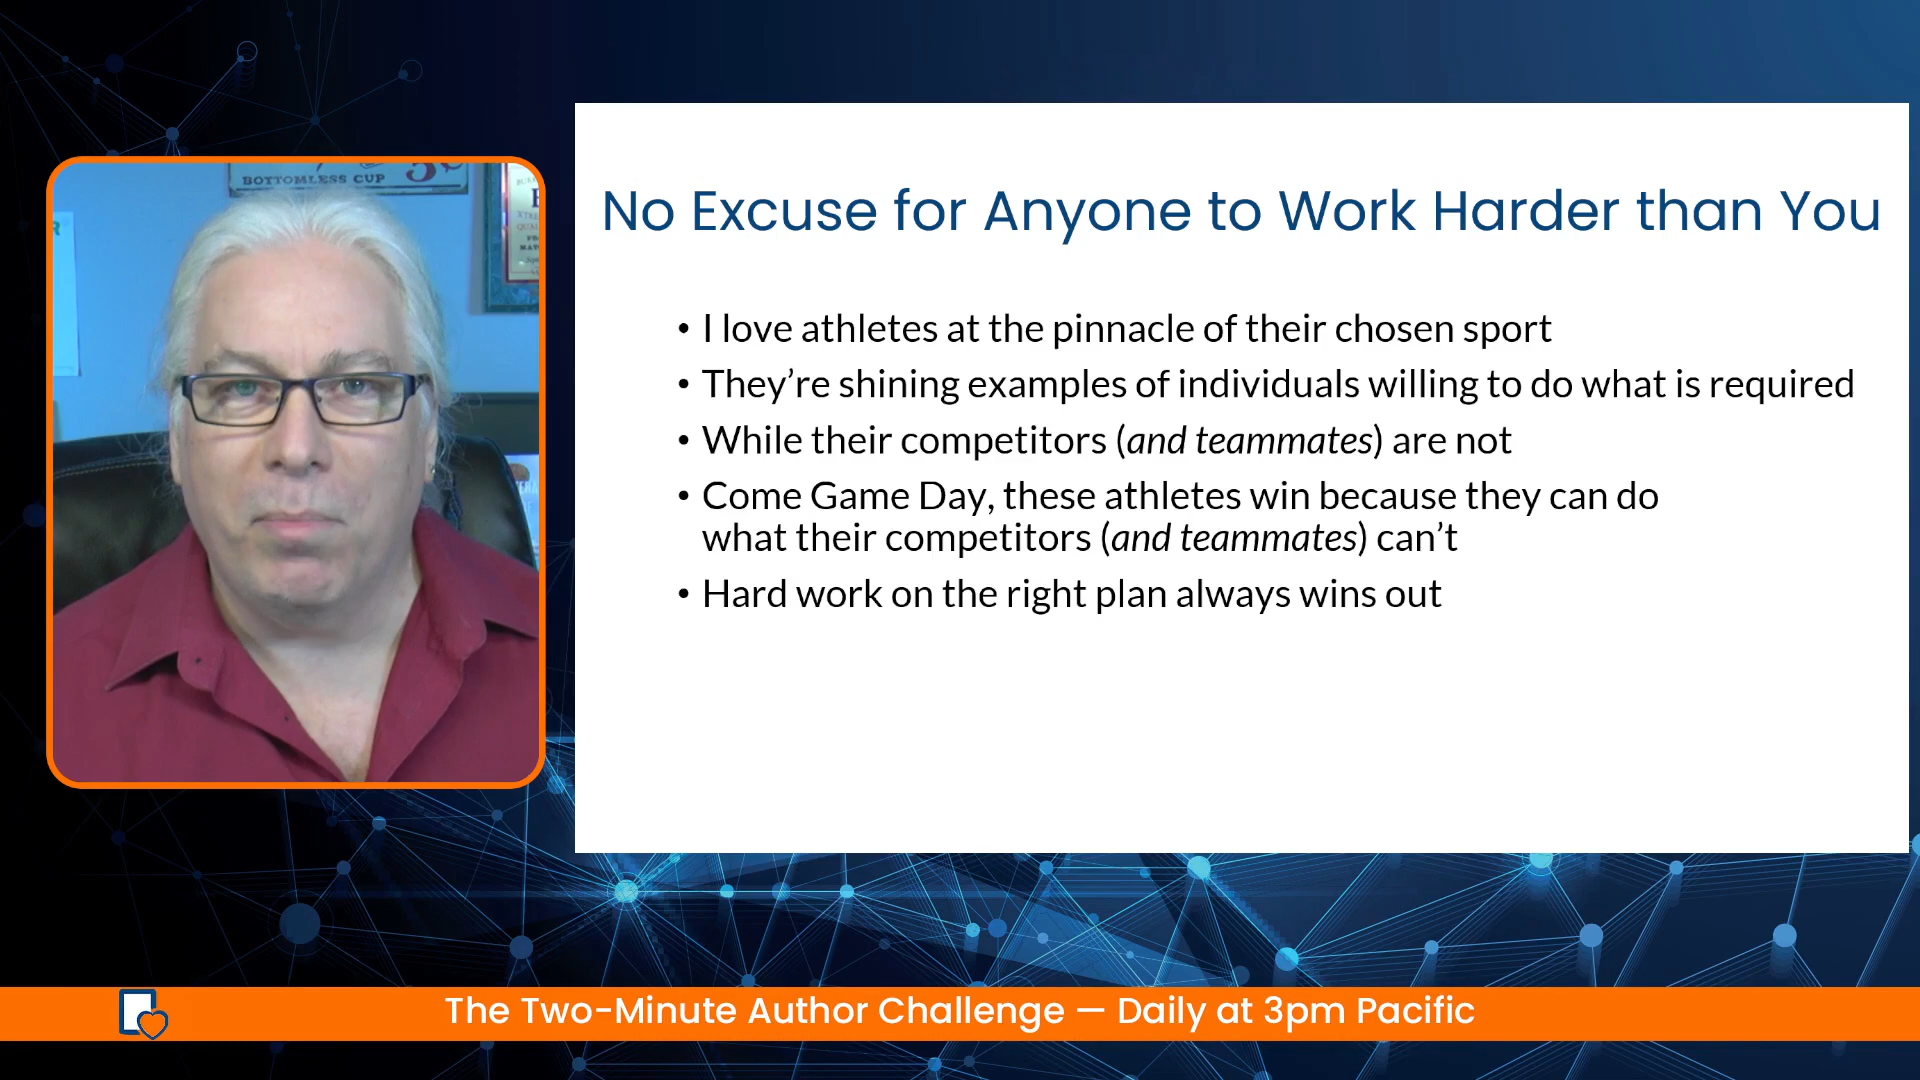 BOTTOMLESS CUP 5¢
No Excuse for Anyone to Work Harder than You
• I love athletes at the pinnacle of their chosen sport
• They’re shining examples of individuals willing to do what is required
• While their competitors (and teammates) are not
• Come Game Day, these athletes win because they can do
what their competitors (and teammates) can’t
• Hard work on the right plan always wins out
The Two-Minute Author Challenge — Daily at 3pm Pacific